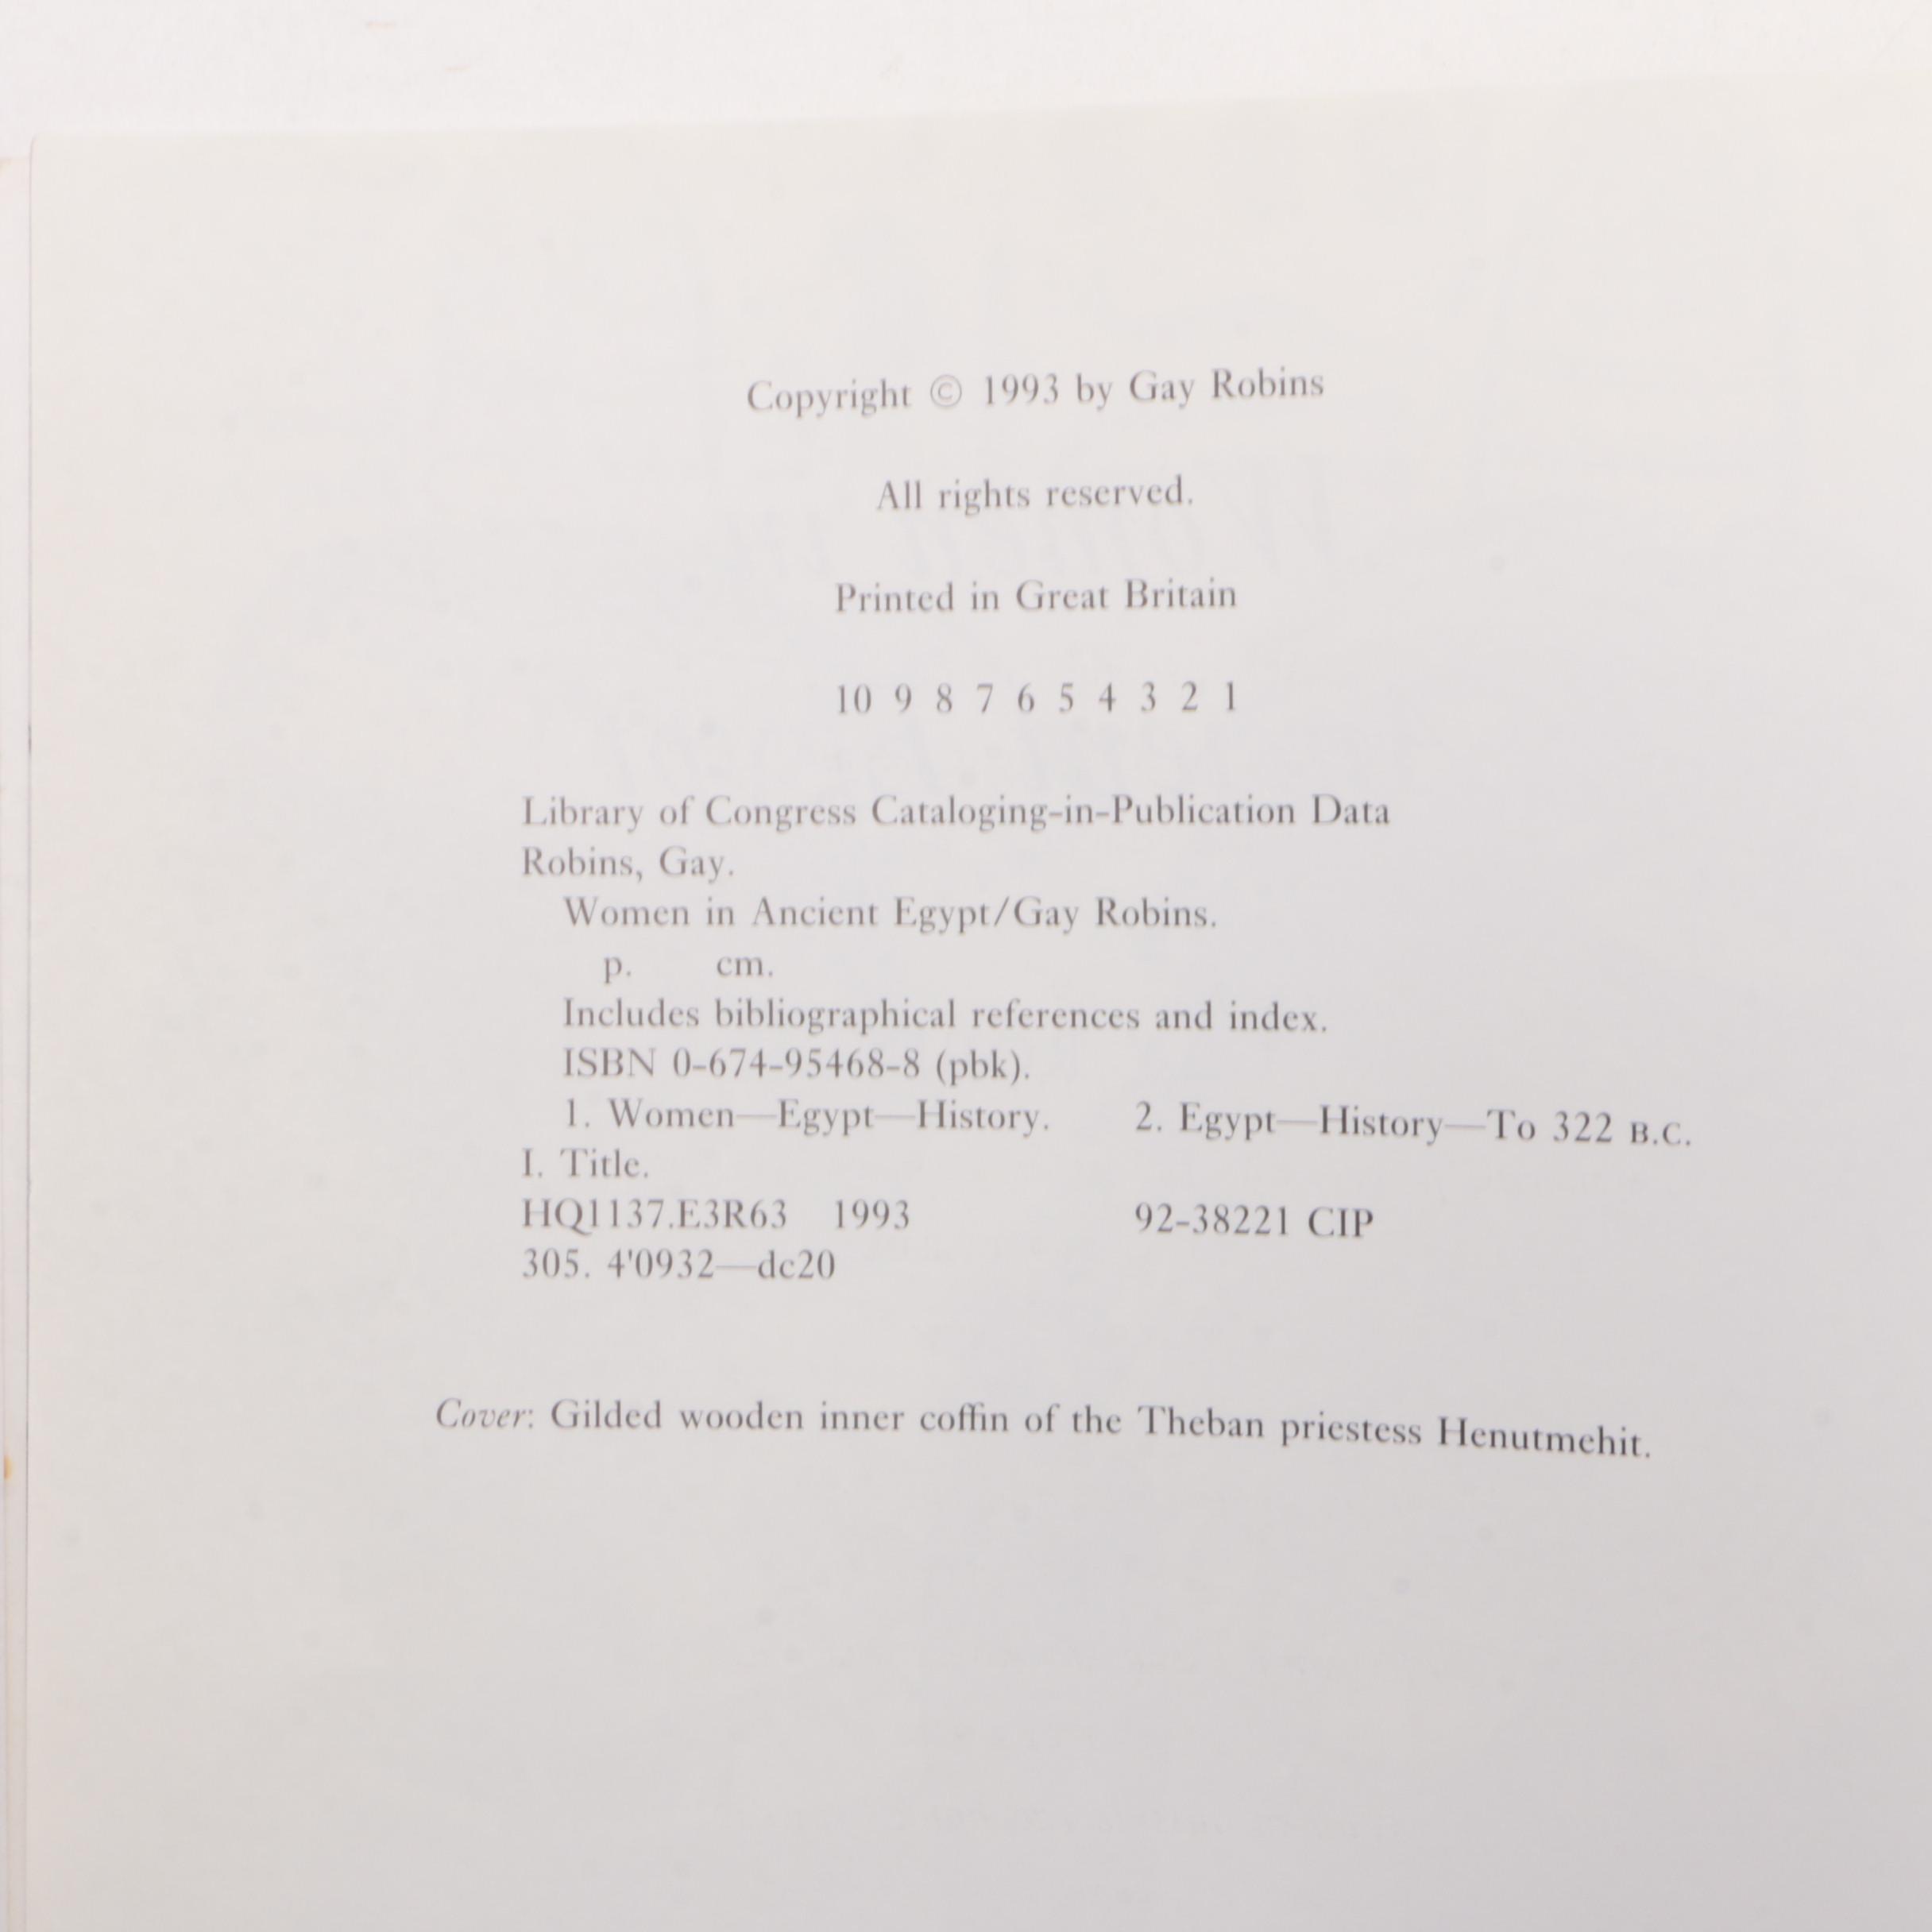 Copyright © 1993 by Gay Robins
All rights reserved.
Printed in Great Britain
10 9 8 7 6 5 4 3 2 1
Library of Congress Cataloging-in-Publication Data
Robins, Gay.
Women in Ancient Egypt/Gay Robins.
p. cm.
Includes bibliographical references and index.
ISBN 0-674-95468-8 (pbk).
1. Women—Egypt—History. 2. Egypt—History—To 322 B.C.
I. Title.
HQ1137.E3R63 1993 92-38221 CIP
305. 4'0932—dc20
Cover: Gilded wooden inner coffin of the Theban priestess Henutmehit.